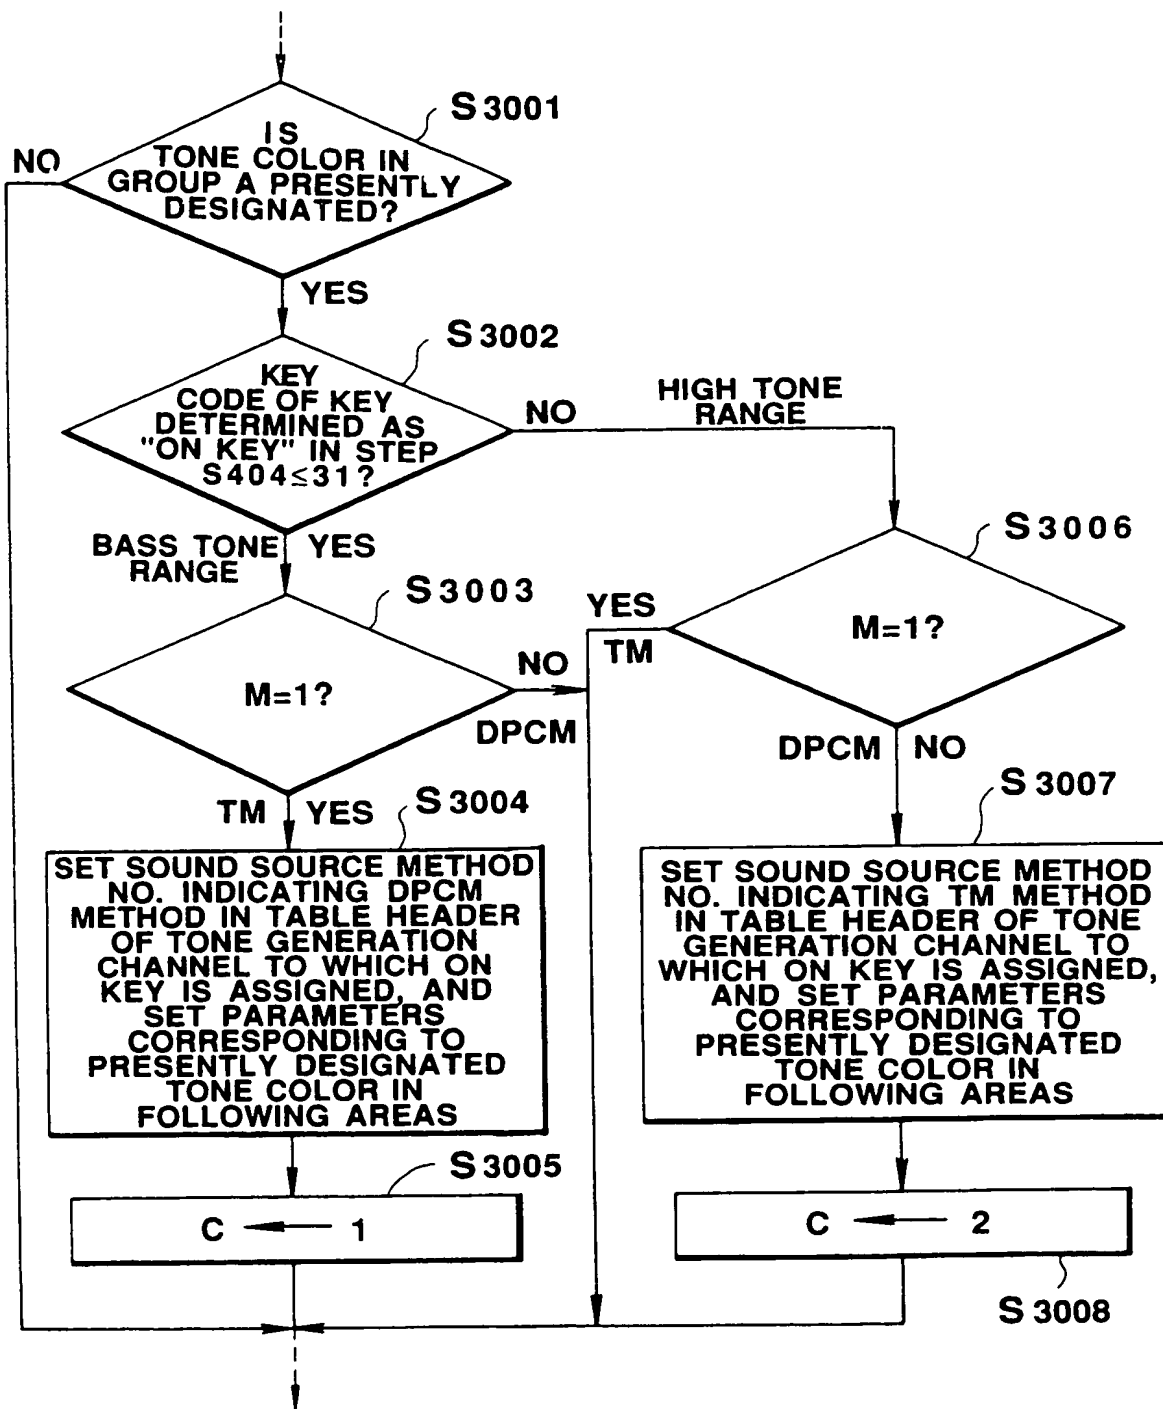 S3001
IS
TONE COLOR IN
GROUP A PRESENTLY
DESIGNATED?
NO
YES
S3002
KEY
CODE OF KEY
DETERMINED AS
"ON KEY" IN STEP
S404≤31?
NO
HIGH TONE
RANGE
BASS TONE
RANGE
YES
S3003
M=1?
NO
DPCM
S3006
M=1?
YES
TM
DPCM
NO
TM
YES
S3004
SET SOUND SOURCE METHOD
NO. INDICATING DPCM
METHOD IN TABLE HEADER
OF TONE GENERATION
CHANNEL TO WHICH ON
KEY IS ASSIGNED, AND
SET PARAMETERS
CORRESPONDING TO
PRESENTLY DESIGNATED
TONE COLOR IN
FOLLOWING AREAS
S3007
SET SOUND SOURCE METHOD
NO. INDICATING TM METHOD
IN TABLE HEADER OF TONE
GENERATION CHANNEL TO
WHICH ON KEY IS ASSIGNED,
AND SET PARAMETERS
CORRESPONDING TO
PRESENTLY DESIGNATED
TONE COLOR IN
FOLLOWING AREAS
S3005
C ← 1
C ← 2
S3008